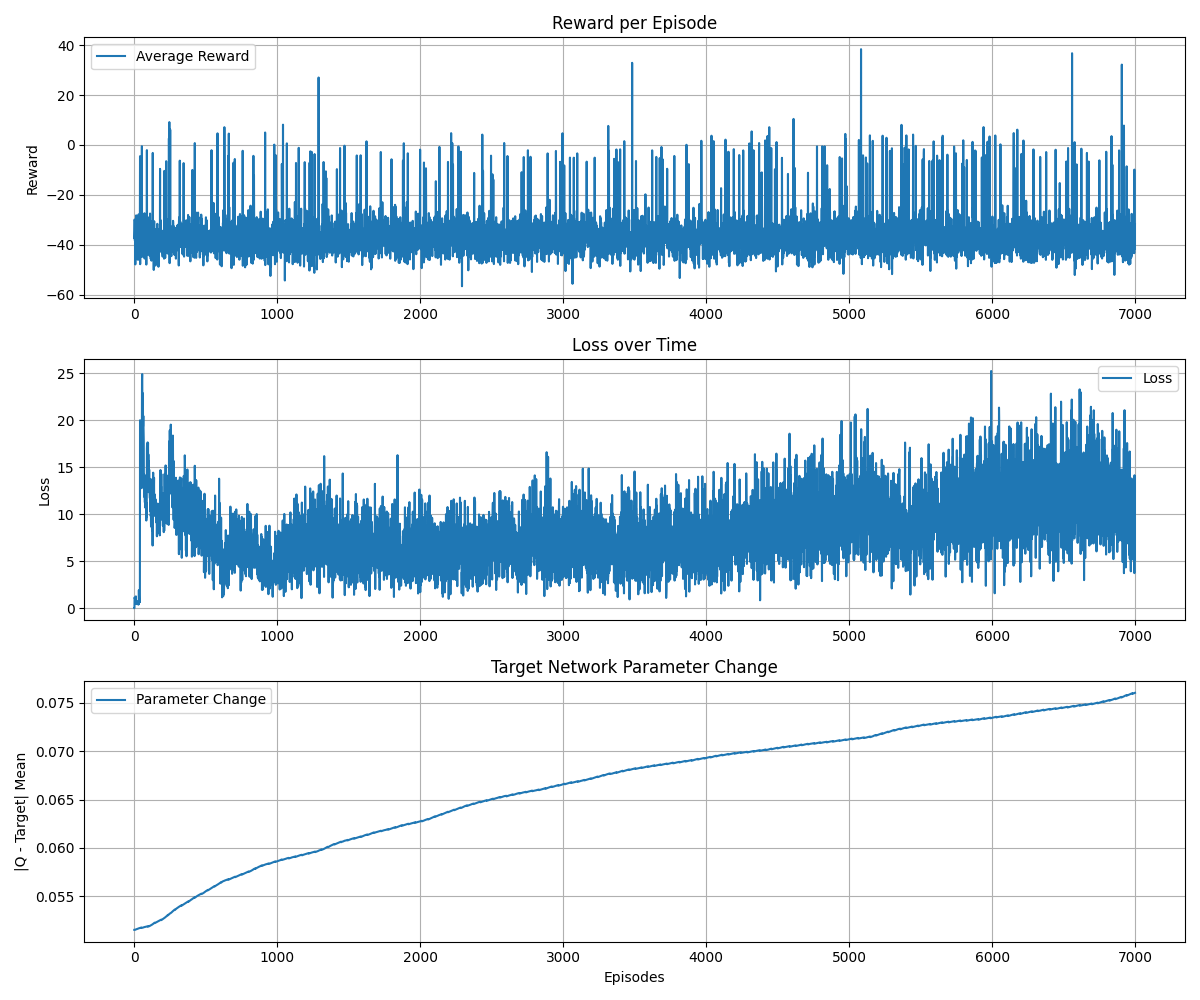 Reward per Episode
Average Reward
Reward
40
20
0
−20
−40
−60
0 1000 2000 3000 4000 5000 6000 7000
Loss over Time
Loss
Loss
25
20
15
10
5
0
0 1000 2000 3000 4000 5000 6000 7000
Target Network Parameter Change
Parameter Change
|Q - Target| Mean
0.075
0.070
0.065
0.060
0.055
0 1000 2000 3000 4000 5000 6000 7000
Episodes